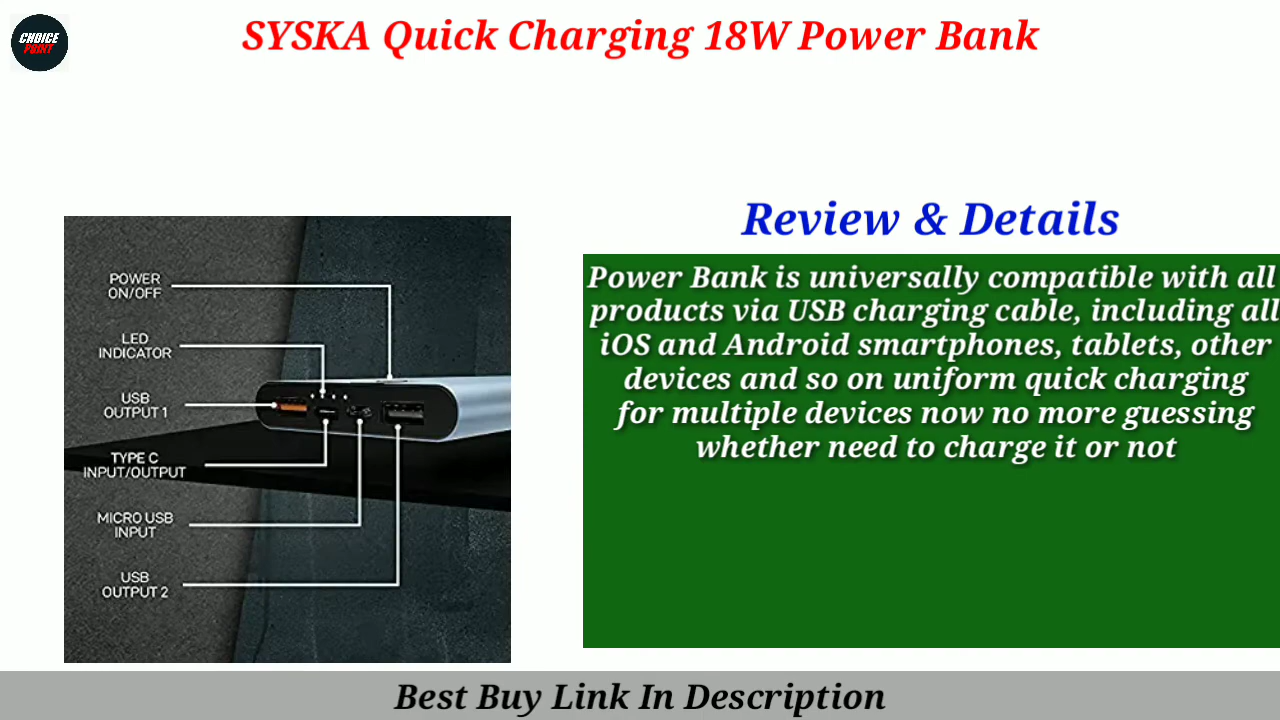 CHOICE
POINT
SYSKA Quick Charging 18W Power Bank
Review & Details
POWER
ON/OFF
LED
INDICATOR
USB
OUTPUT 1
TYPE C
INPUT/OUTPUT
MICRO USB
INPUT
USB
OUTPUT 2
Power Bank is universally compatible with all
products via USB charging cable, including all
iOS and Android smartphones, tablets, other
devices and so on uniform quick charging
for multiple devices now no more guessing
whether need to charge it or not
Best Buy Link In Description